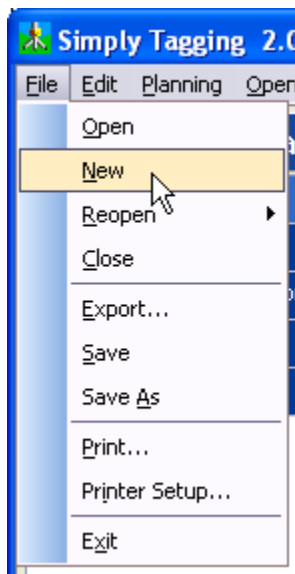 Simply Tagging 2.0
File Edit Planning Open
Open
New
Reopen
Close
Export...
Save
Save As
Print...
Printer Setup...
Exit